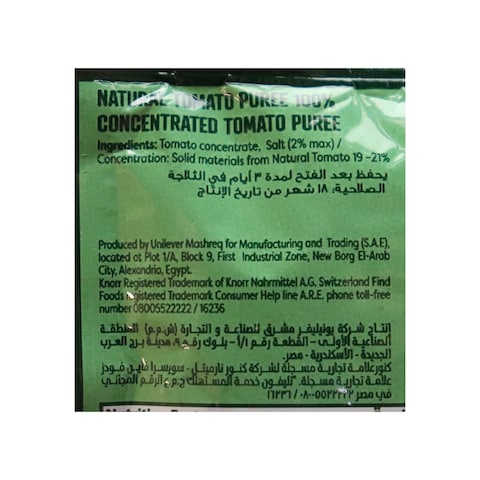 NATURAL TOMATO PUREE 100%
CONCENTRATED TOMATO PUREE
Ingredients: Tomato concentrate, Salt (2% max) /
Concentration: Solid materials from Natural Tomato 19 -21%
يحفظ بعد الفتح لمدة ٣ أيام في الثلاجة
الصلاحية: ١٨ شهر من تاريخ الإنتاج
Produced by Unilever Mashreq for Manufacturing and Trading (S.A.E),
located at Plot 1/A, Block 9, First Industrial Zone, New Borg El-Arab
City, Alexandria, Egypt.
Knorr Registered Trademark of Knorr Nahrmittel A.G. Switzerland Find
Foods registered Trademark Consumer Help line A.R.E. phone toll-free
number 08005522222 / 16236
إنتاج شركة يونيليفر مشرق للصناعة و التجارة (ش.م.م) المنطقة
الصناعية الأولى - القطعة رقم ١/أ - بلوك رقم ٩ مدينة برج العرب
الجديدة - الأسكندرية - مصر.
كنور علامة تجارية مسجلة لشركة كنور نارميتل - سويسرا فاين فودز
علامة تجارية مسجلة. تليفون خدمة المستهلك ج.م.ع الرقم المجاني
في مصر ٠٨٠٠٥٥٢٢٢٢٢ / ١٦٢٣٦